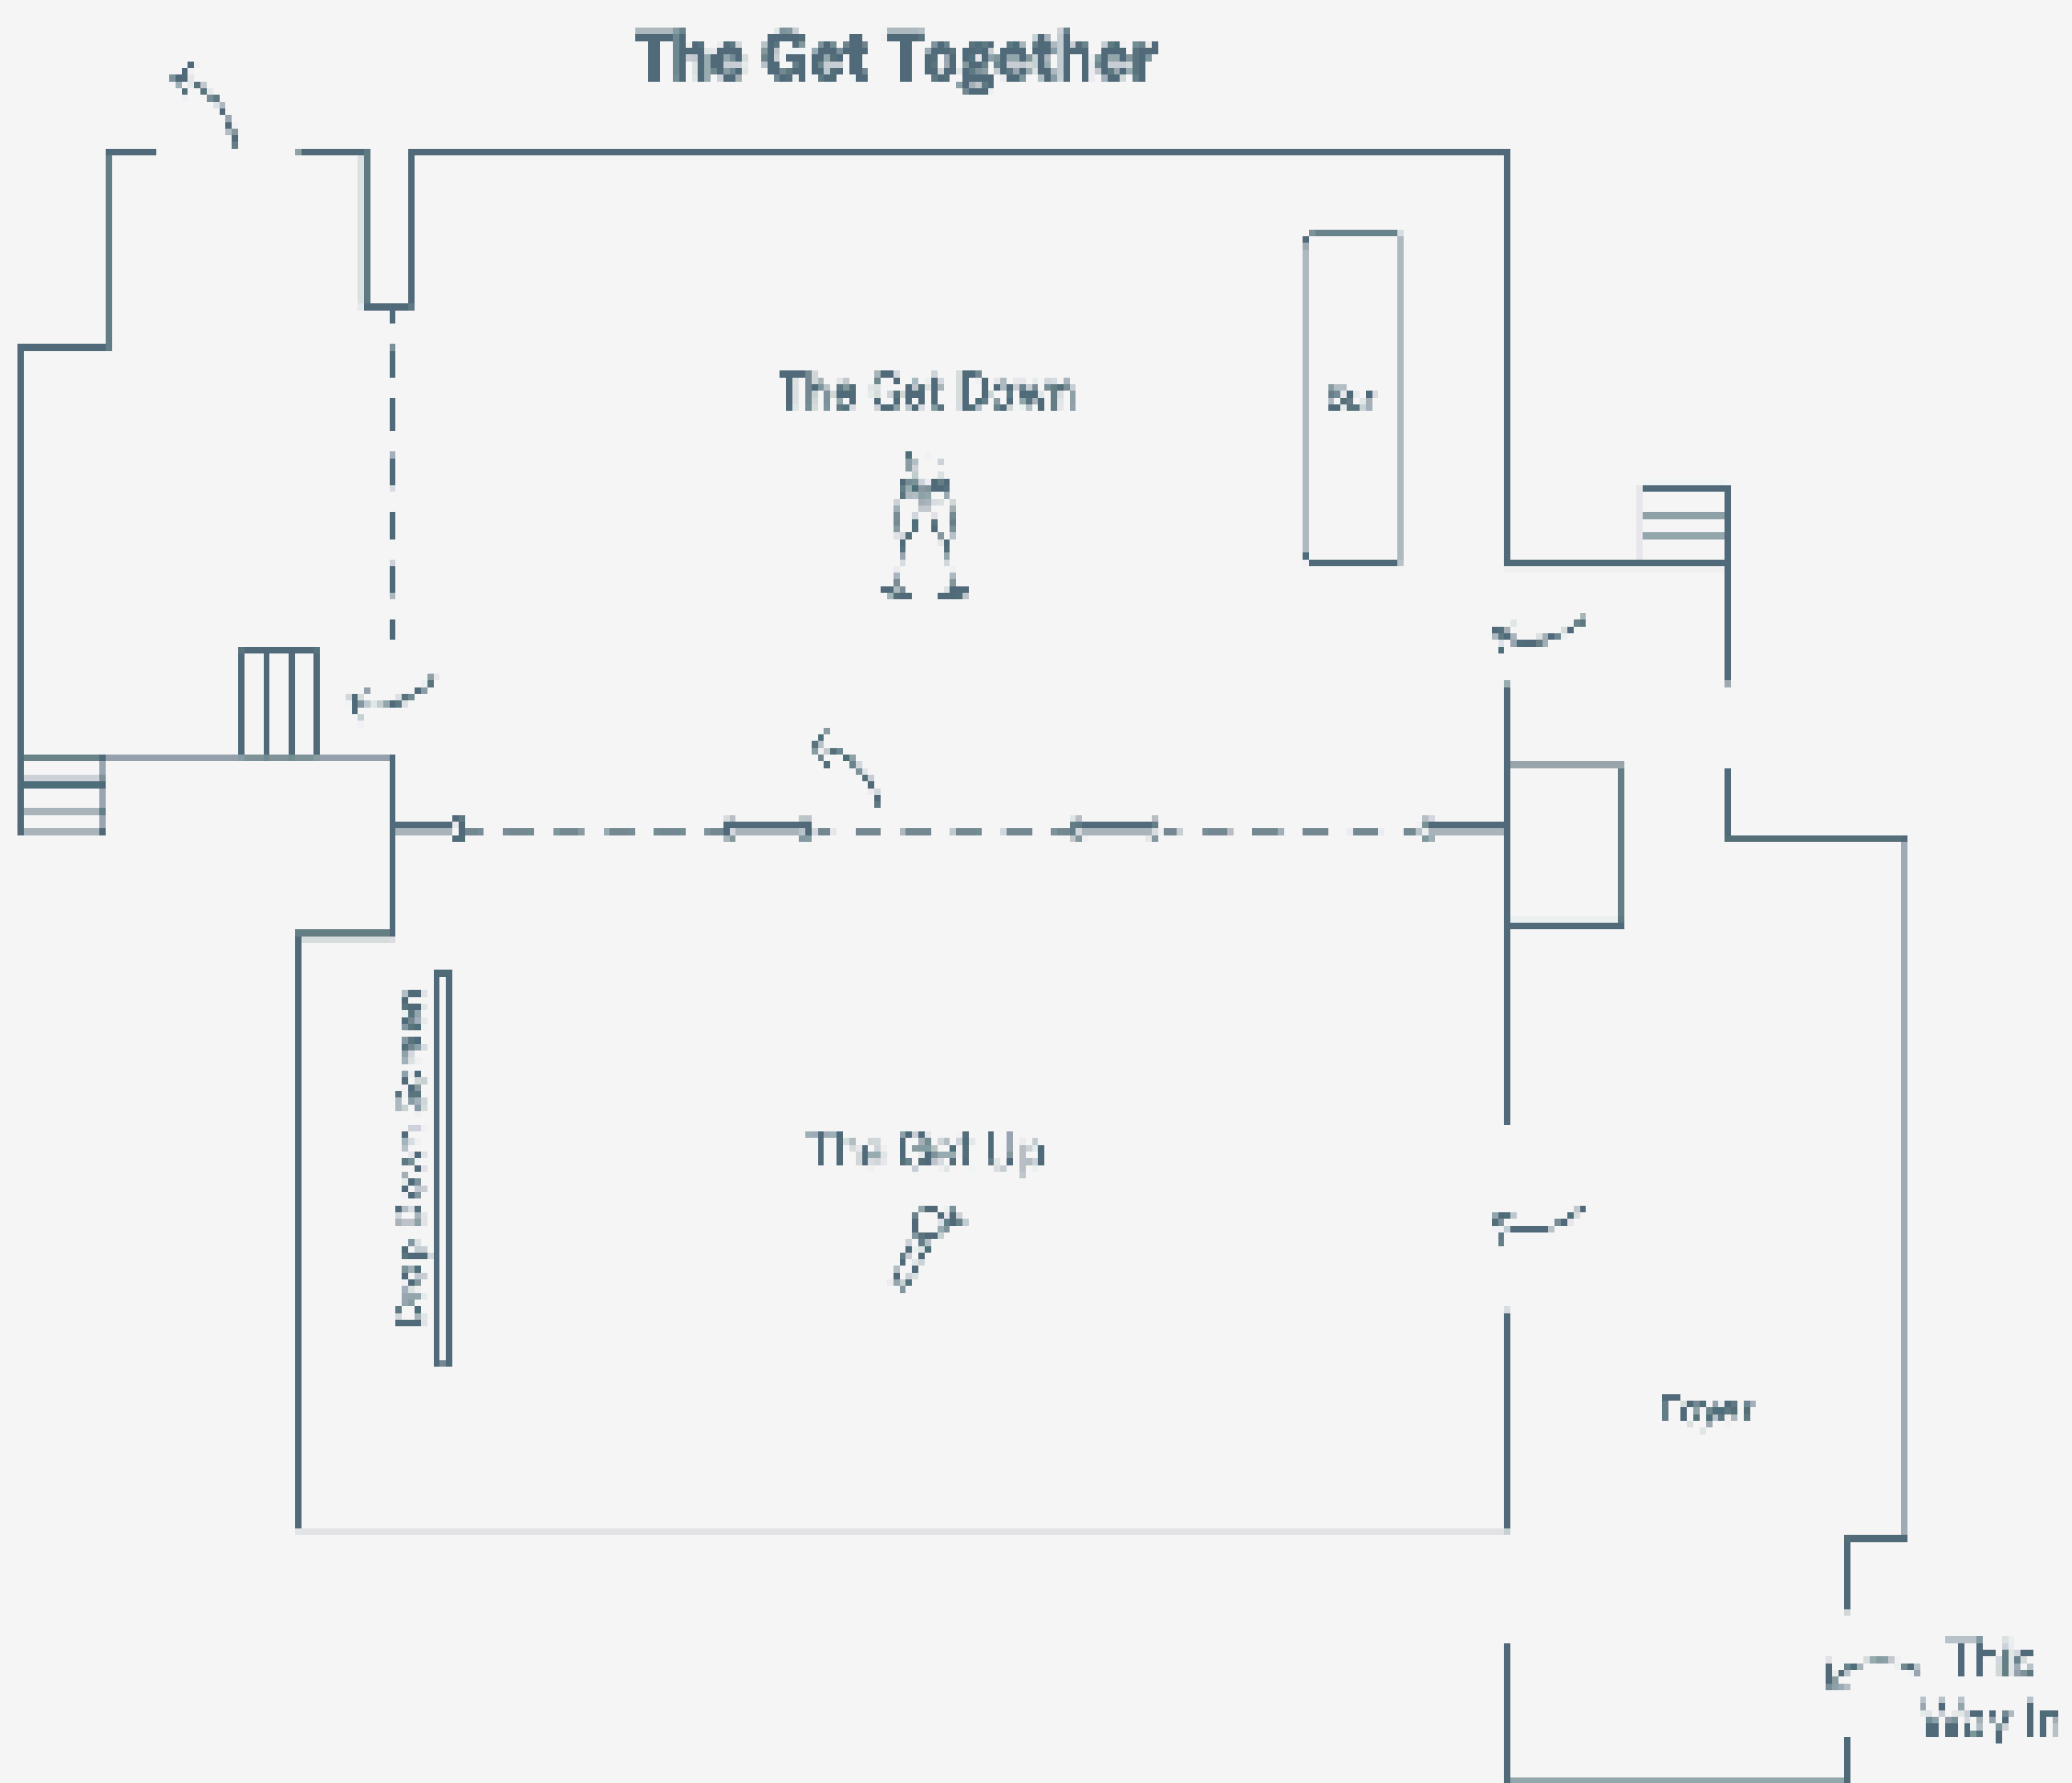 The Get Together
The Get Down
Bar
Drop Down Screen
The Get Up
Foyer
This
Way In